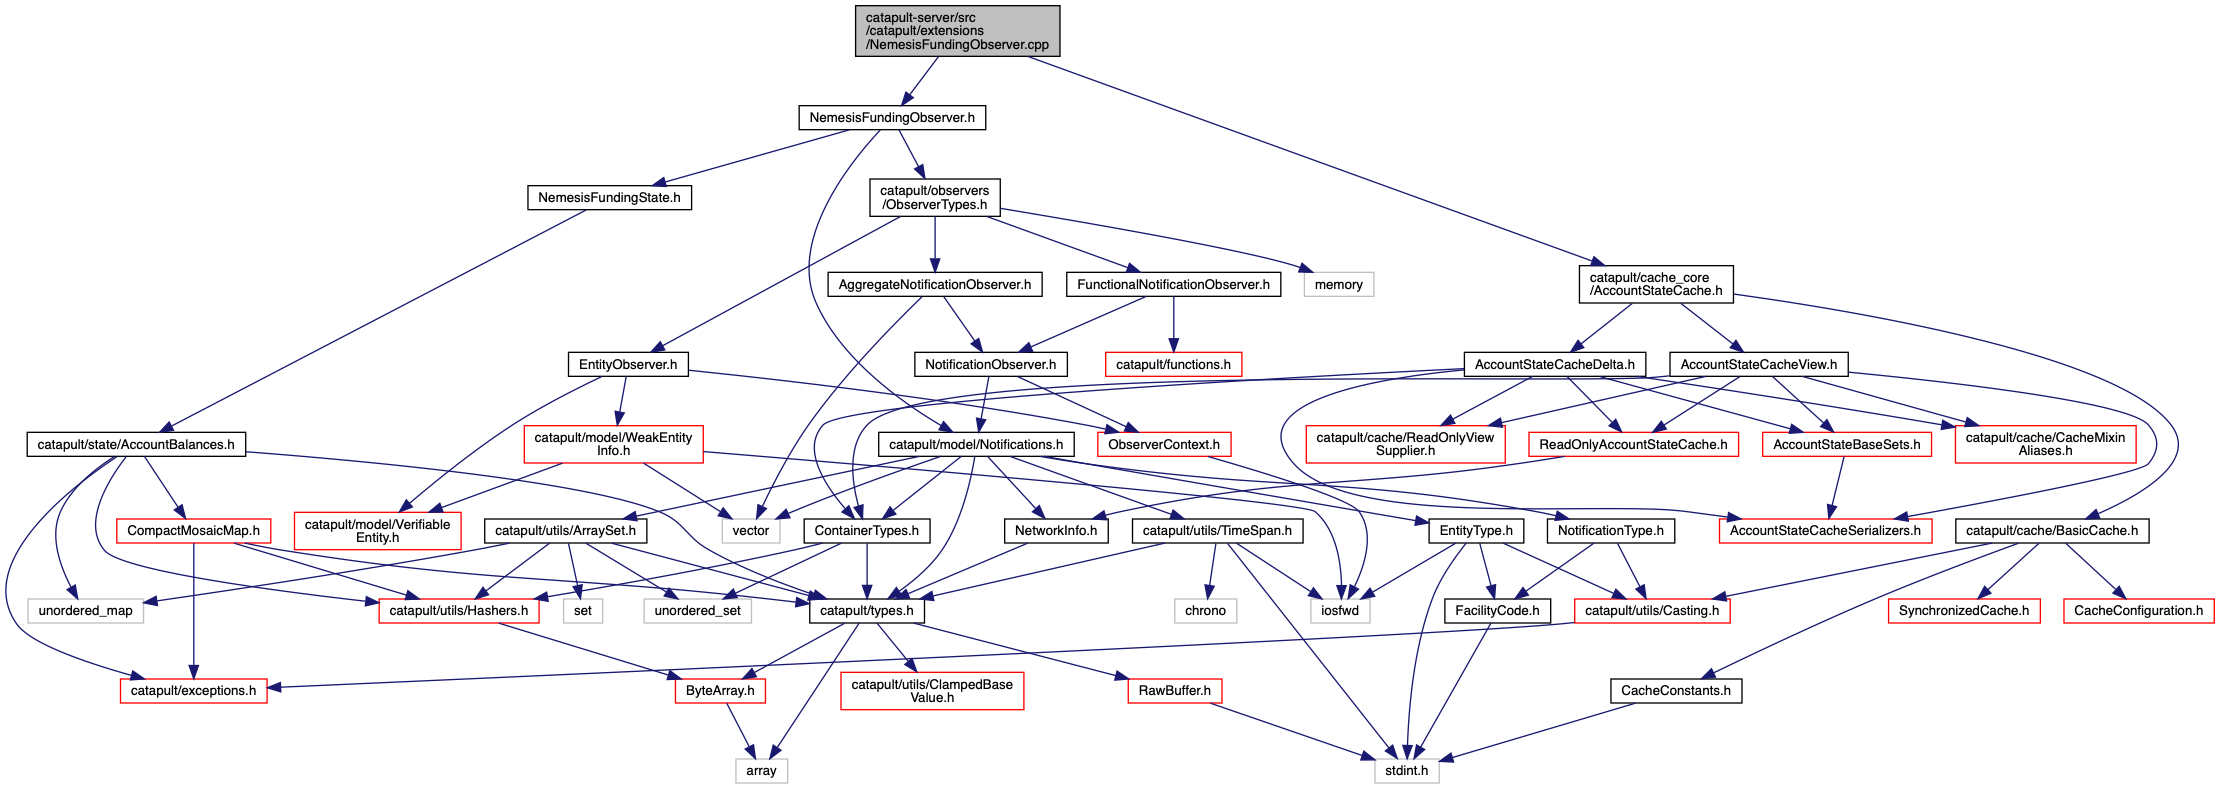 catapult-server/src
/catapult/extensions
/NemesisFundingObserver.cpp
NemesisFundingObserver.h
NemesisFundingState.h
catapult/observers
/ObserverTypes.h
catapult/cache_core
/AccountStateCache.h
AggregateNotificationObserver.h
FunctionalNotificationObserver.h
memory
EntityObserver.h
NotificationObserver.h
catapult/functions.h
AccountStateCacheDelta.h
AccountStateCacheView.h
catapult/state/AccountBalances.h
catapult/model/WeakEntity
Info.h
catapult/model/Notifications.h
ObserverContext.h
catapult/cache/ReadOnlyView
Supplier.h
ReadOnlyAccountStateCache.h
AccountStateBaseSets.h
catapult/cache/CacheMixin
Aliases.h
CompactMosaicMap.h
catapult/model/Verifiable
Entity.h
catapult/utils/ArraySet.h
vector
ContainerTypes.h
NetworkInfo.h
catapult/utils/TimeSpan.h
EntityType.h
NotificationType.h
AccountStateCacheSerializers.h
catapult/cache/BasicCache.h
unordered_map
catapult/utils/Hashers.h
set
unordered_set
catapult/types.h
chrono
iosfwd
FacilityCode.h
catapult/utils/Casting.h
SynchronizedCache.h
CacheConfiguration.h
catapult/exceptions.h
ByteArray.h
catapult/utils/ClampedBase
Value.h
RawBuffer.h
CacheConstants.h
array
stdint.h